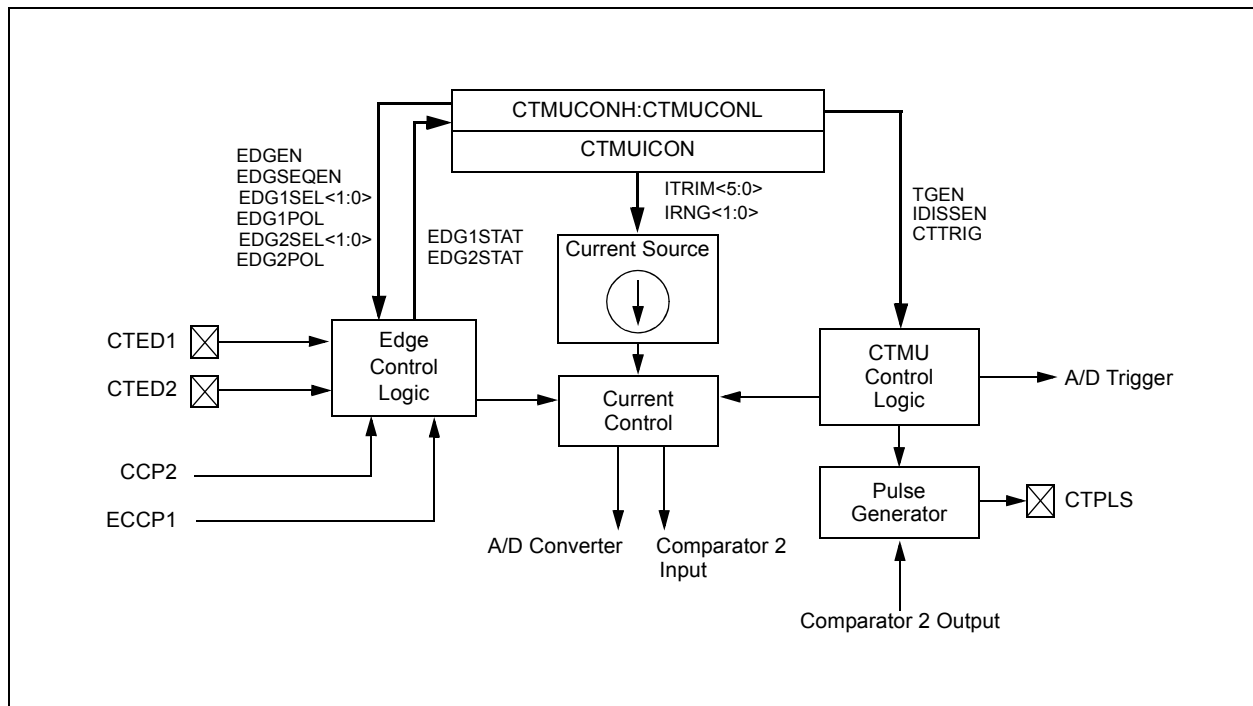 CTMUCONH:CTMUCONL
CTMUICON
EDGEN
EDGSEQEN
EDG1SEL<1:0>
EDG1POL
EDG2SEL<1:0>
EDG2POL
EDG1STAT
EDG2STAT
ITRIM<5:0>
IRNG<1:0>
TGEN
IDISSEN
CTTRIG
Current Source
CTED1
CTED2
Edge
Control
Logic
Current
Control
CTMU
Control
Logic
A/D Trigger
CCP2
ECCP1
Pulse
Generator
CTPLS
A/D Converter
Comparator 2
Input
Comparator 2 Output